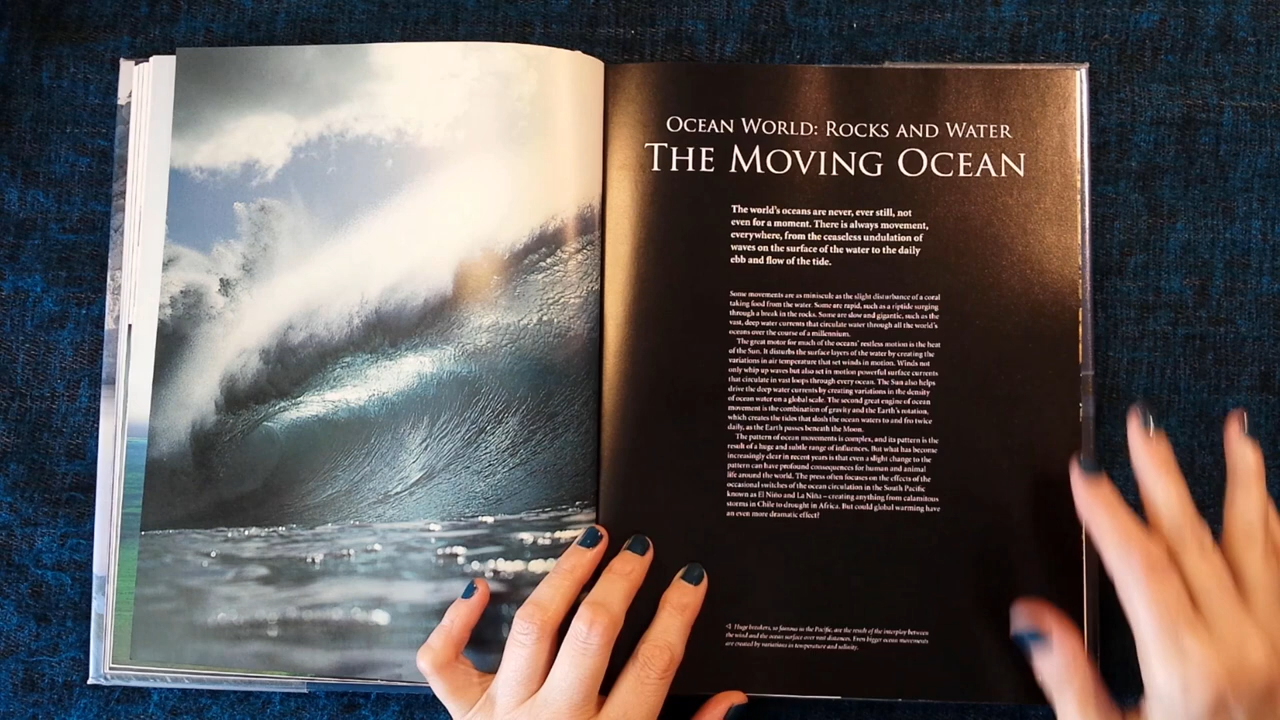 OCEAN WORLD: ROCKS AND WATER
THE MOVING OCEAN
The world's oceans are never, ever still, not
even for a moment. There is always movement,
everywhere, from the ceaseless undulation of
waves on the surface of the water to the daily
ebb and flow of the tide.
Some movements are as miniscule as the slight disturbance of a coral
taking food from the water. Some are rapid, such as a riptide surging
through a break in the rocks. Some are slow and gigantic, such as the
vast, deep water currents that circulate water through all the world's
oceans over the course of a millennium.
The great motor for much of the oceans' restless motion is the heat
of the Sun. It disturbs the surface layers of the water by creating the
variations in air temperature that set winds in motion. Winds not
only whip up waves but also set in motion powerful surface currents
that circulate in vast loops through every ocean. The Sun also helps
drive the deep water currents by creating variations in the density
of ocean water on a global scale. The second great engine of ocean
movement is the combination of gravity and the Earth's rotation,
which creates the tides that slosh the ocean waters to and fro twice
daily, as the Earth passes beneath the Moon.
The pattern of ocean movements is complex, and its pattern is the
result of a huge and subtle range of influences. But what has become
increasingly clear in recent years is that even a slight change to the
pattern can have profound consequences for human and animal
life around the world. The press often focuses on the effects of the
occasional switches of the ocean circulation in the South Pacific
known as El Niño and La Niña – creating anything from calamitous
storms in Chile to drought in Africa. But could global warming have
an even more dramatic effect?
◁ Huge breakers, so famous in the Pacific, are the result of the interplay between
the wind and the ocean surface over vast distances. Even bigger ocean movements
are created by variations in temperature and salinity.